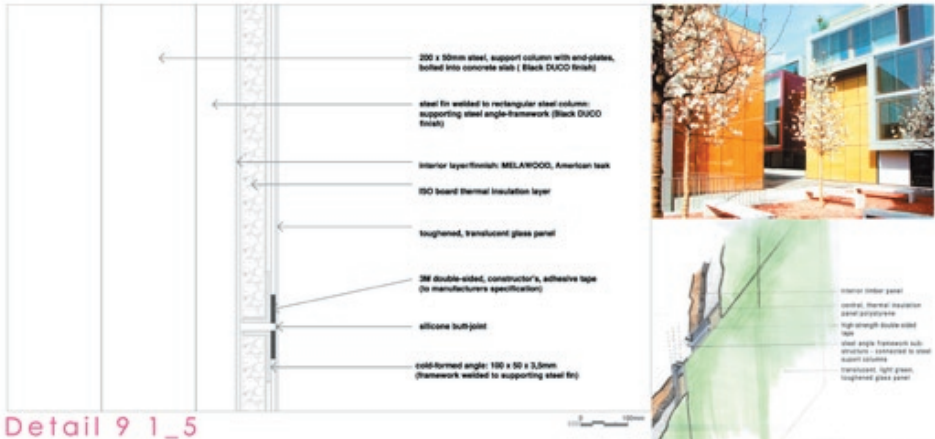 200 x 50mm steel, support column with end-plates,
bolted into concrete slab ( Black DUCO finish)
steel fin welded to rectangular steel column:
supporting steel angle-framework (Black DUCO
finish)
interior layer/finnish: MELAWOOD, American teak
ISO board thermal insulation layer
toughened, translucent glass panel
3M double-sided, constructor's, adhesive tape
(to manufacturers specification)
silicone butt-joint
cold-formed angle: 100 x 50 x 3,5mm
(framework welded to supporting steel fin)
0 100mm
Detail 9 1_5
interior timber panel
central, thermal insulation
panel polystyrene
high-strength double-sided
tape
steel angle framework sub-
structure - connected to steel
suport columns
translucent, light green,
toughened glass panel